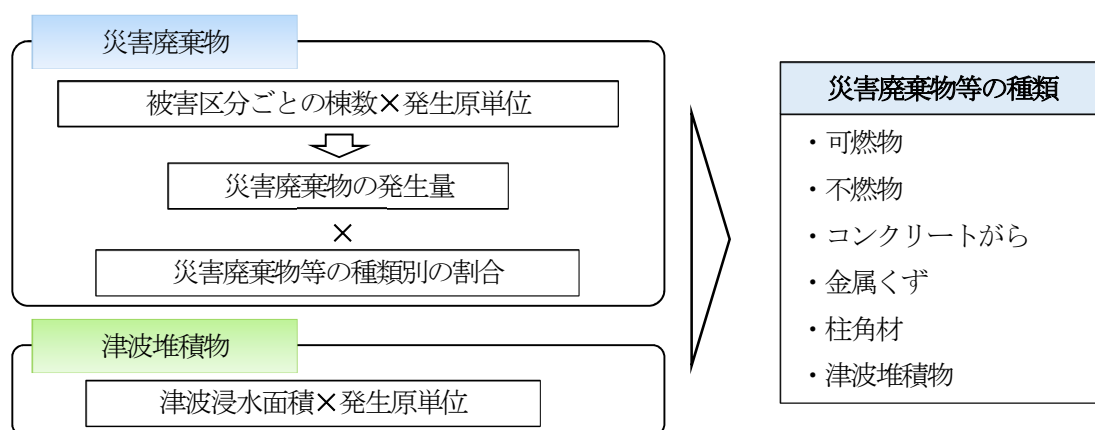 災害廃棄物
被害区分ごとの棟数×発生原単位
災害廃棄物の発生量
×
災害廃棄物等の種類別の割合
津波堆積物
津波浸水面積×発生原単位
災害廃棄物等の種類
・可燃物
・不燃物
・コンクリートがら
・金属くず
・柱角材
・津波堆積物